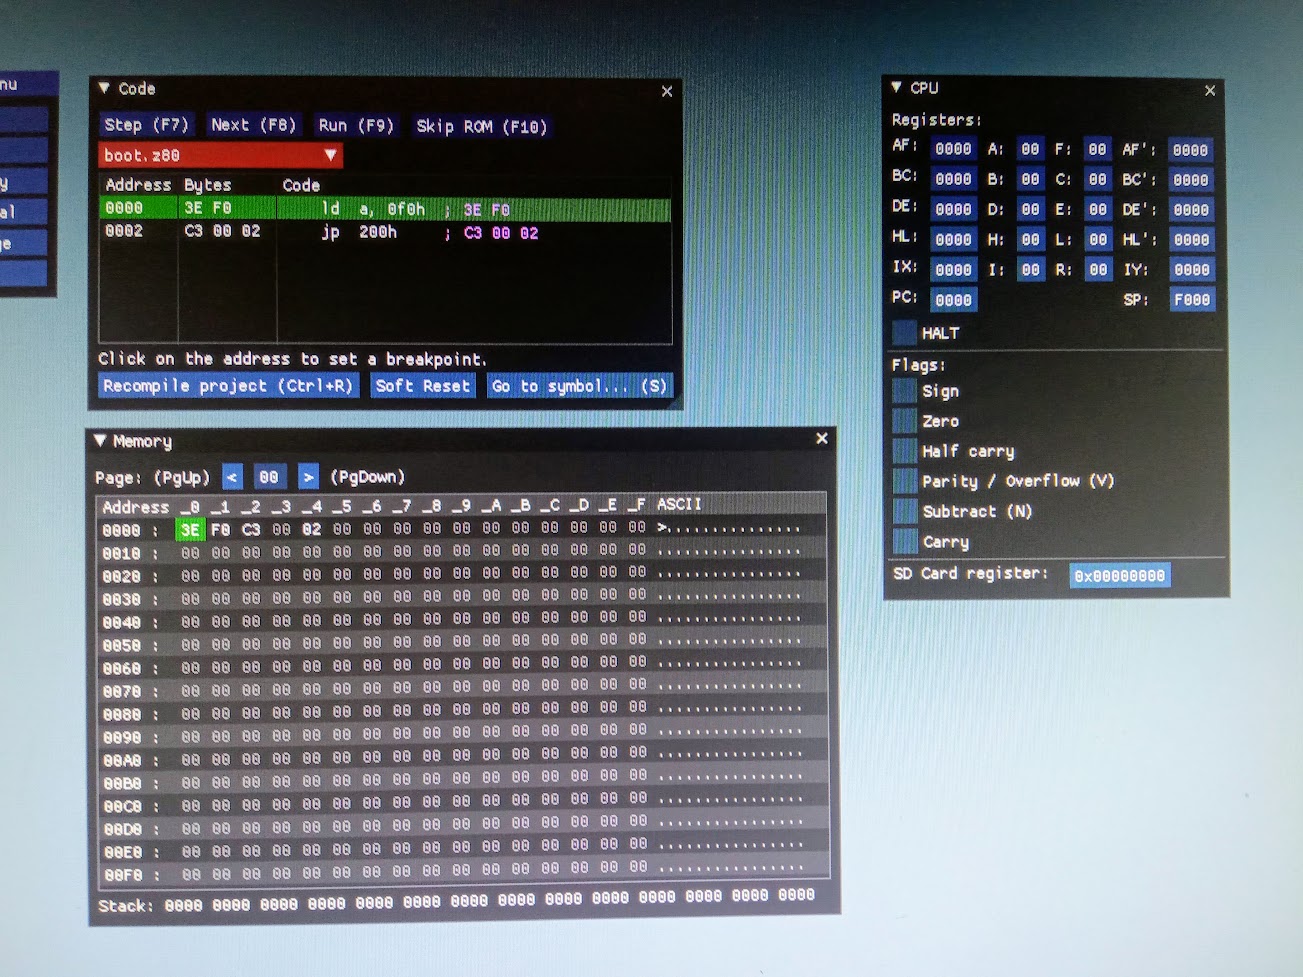 nu
y
al
ge
Code
Step (F7) Next (F8) Run (F9) Skip ROM (F10)
boot.z80
Address Bytes Code
0000 3E F0 ld a, 0f0h ; 3E F0
0002 C3 00 02 jp 200h ; C3 00 02
Click on the address to set a breakpoint.
Recompile project (Ctrl+R) Soft Reset Go to symbol... (S)
Memory
Page: (PgUp) < 00 > (PgDown)
Address _0 _1 _2 _3 _4 _5 _6 _7 _8 _9 _A _B _C _D _E _F ASCII
0000 : 3E F0 C3 00 02 00 00 00 00 00 00 00 00 00 00 00 >...............
0010 : 00 00 00 00 00 00 00 00 00 00 00 00 00 00 00 00 ................
0020 : 00 00 00 00 00 00 00 00 00 00 00 00 00 00 00 00 ................
0030 : 00 00 00 00 00 00 00 00 00 00 00 00 00 00 00 00 ................
0040 : 00 00 00 00 00 00 00 00 00 00 00 00 00 00 00 00 ................
0050 : 00 00 00 00 00 00 00 00 00 00 00 00 00 00 00 00 ................
0060 : 00 00 00 00 00 00 00 00 00 00 00 00 00 00 00 00 ................
0070 : 00 00 00 00 00 00 00 00 00 00 00 00 00 00 00 00 ................
0080 : 00 00 00 00 00 00 00 00 00 00 00 00 00 00 00 00 ................
0090 : 00 00 00 00 00 00 00 00 00 00 00 00 00 00 00 00 ................
00A0 : 00 00 00 00 00 00 00 00 00 00 00 00 00 00 00 00 ................
00B0 : 00 00 00 00 00 00 00 00 00 00 00 00 00 00 00 00 ................
00C0 : 00 00 00 00 00 00 00 00 00 00 00 00 00 00 00 00 ................
00D0 : 00 00 00 00 00 00 00 00 00 00 00 00 00 00 00 00 ................
00E0 : 00 00 00 00 00 00 00 00 00 00 00 00 00 00 00 00 ................
00F0 : 00 00 00 00 00 00 00 00 00 00 00 00 00 00 00 00 ................
Stack: 0000 0000 0000 0000 0000 0000 0000 0000 0000 0000 0000 0000 0000 0000
CPU
Registers:
AF: 0000 A: 00 F: 00 AF': 0000
BC: 0000 B: 00 C: 00 BC': 0000
DE: 0000 D: 00 E: 00 DE': 0000
HL: 0000 H: 00 L: 00 HL': 0000
IX: 0000 I: 00 R: 00 IY: 0000
PC: 0000 SP: F000
HALT
Flags:
Sign
Zero
Half carry
Parity / Overflow (V)
Subtract (N)
Carry
SD Card register: 0x00000000